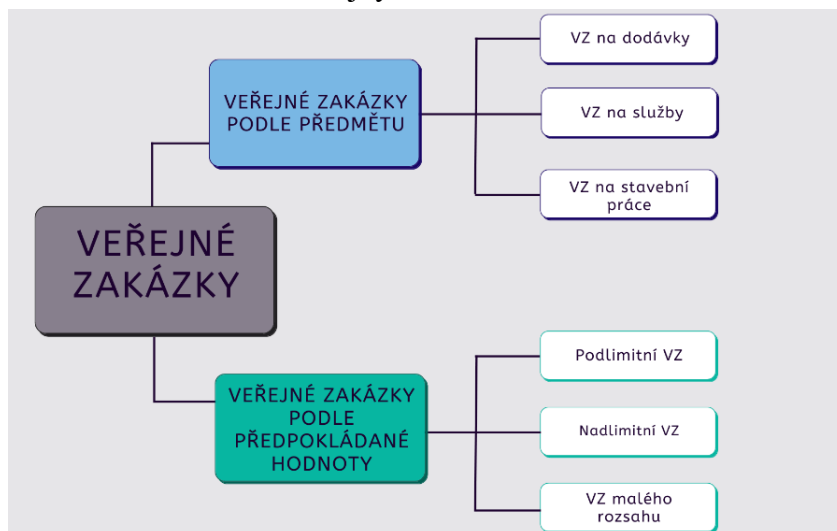 VEŘEJNÉ
ZAKÁZKY
VEŘEJNÉ ZAKÁZKY
PODLE PŘEDMĚTU
VZ na dodávky
VZ na služby
VZ na stavební
práce
VEŘEJNÉ ZAKÁZKY
PODLE
PŘEDPOKLÁDANÉ
HODNOTY
Podlimitní VZ
Nadlimitní VZ
VZ malého
rozsahu